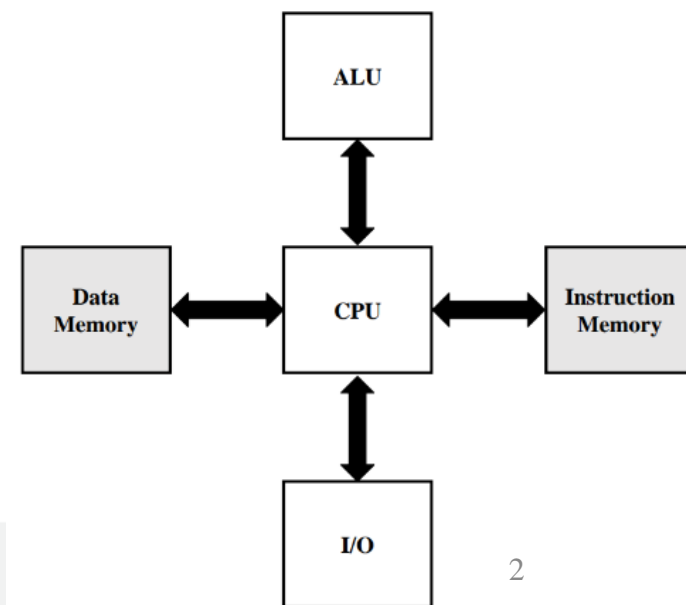 ALU
Data
Memory
CPU
Instruction
Memory
I/O
2